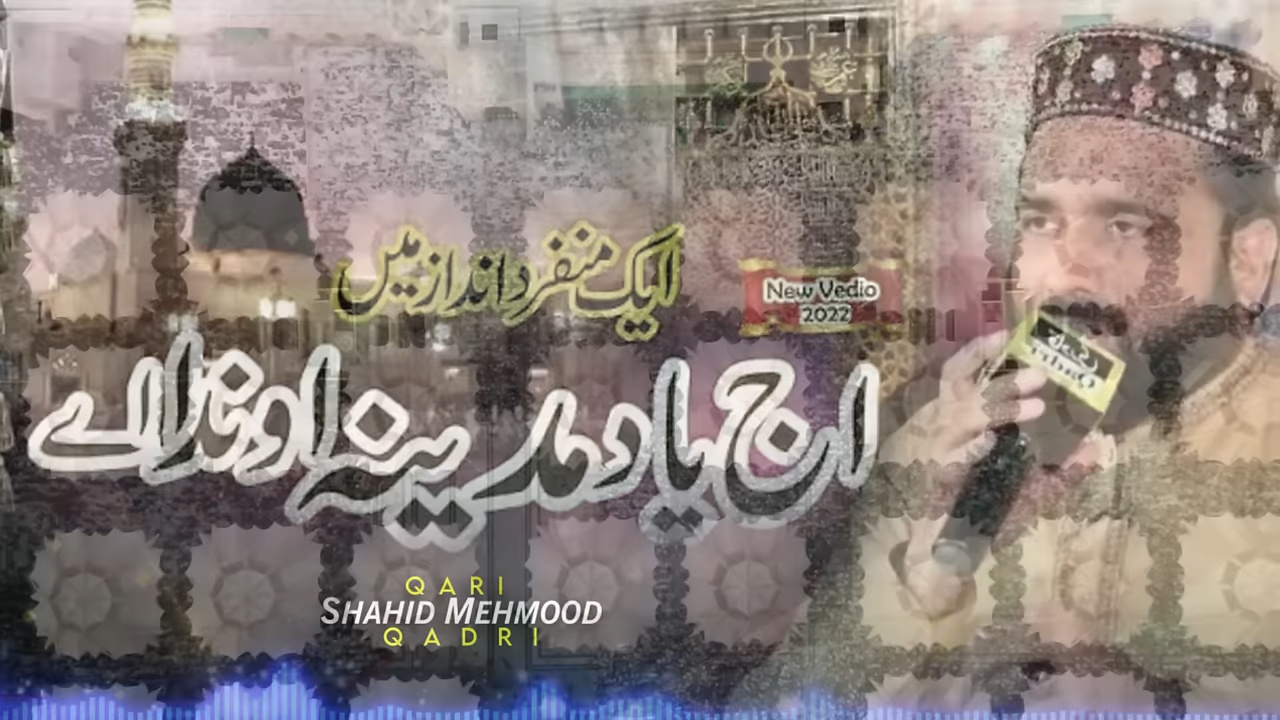 ایک منفرد انداز میں
New Vedio
2022
اج یاد مدینہ اوندا اے
QARI
SHAHID MEHMOOD
QADRI